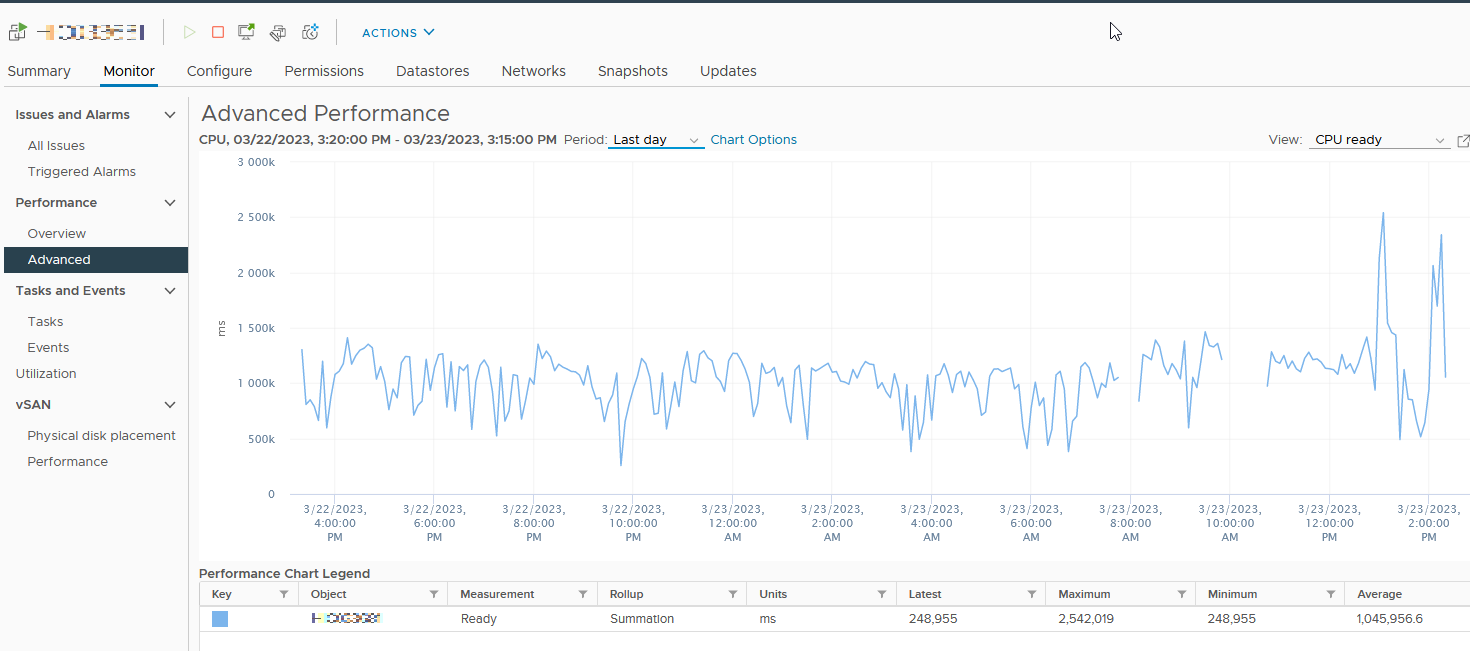 ACTIONS
Summary Monitor Configure Permissions Datastores Networks Snapshots Updates
Issues and Alarms
All Issues
Triggered Alarms
Performance
Overview
Advanced
Tasks and Events
Tasks
Events
Utilization
vSAN
Physical disk placement
Performance
Advanced Performance
CPU, 03/22/2023, 3:20:00 PM - 03/23/2023, 3:15:00 PM Period: Last day Chart Options View: CPU ready
3 000k
2 500k
2 000k
1 500k
1 000k
500k
0
ms
3/22/2023, 4:00:00 PM
3/22/2023, 6:00:00 PM
3/22/2023, 8:00:00 PM
3/22/2023, 10:00:00 PM
3/23/2023, 12:00:00 AM
3/23/2023, 2:00:00 AM
3/23/2023, 4:00:00 AM
3/23/2023, 6:00:00 AM
3/23/2023, 8:00:00 AM
3/23/2023, 10:00:00 AM
3/23/2023, 12:00:00 PM
3/23/2023, 2:00:00 PM
Performance Chart Legend
Key Object Measurement Rollup Units Latest Maximum Minimum Average
Ready Summation ms 248,955 2,542,019 248,955 1,045,956.6